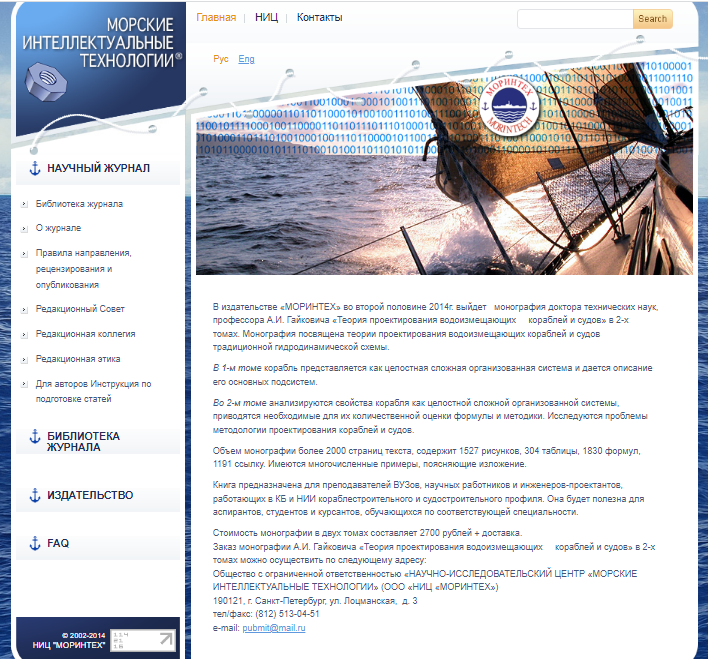 МОРСКИЕ
ИНТЕЛЛЕКТУАЛЬНЫЕ
ТЕХНОЛОГИИ®
Главная
НИЦ
Контакты
Search
Рус Eng
МОРИНТЕХ
MORINTECH
НАУЧНЫЙ ЖУРНАЛ
Библиотека журнала
О журнале
Правила направления,
рецензирования и
опубликования
Редакционный Совет
Редакционная коллегия
Редакционная этика
Для авторов Инструкция по
подготовке статей
БИБЛИОТЕКА
ЖУРНАЛА
ИЗДАТЕЛЬСТВО
FAQ
© 2002-2014
НИЦ "МОРИНТЕХ"
В издательстве «МОРИНТЕХ» во второй половине 2014г. выйдет монография доктора технических наук,
профессора А.И. Гайковича «Теория проектирования водоизмещающих кораблей и судов» в 2-х
томах. Монография посвящена теории проектирования водоизмещающих кораблей и судов
традиционной гидродинамической схемы.
В 1-м томе корабль представляется как целостная сложная организованная система и дается описание
его основных подсистем.
Во 2-м томе анализируются свойства корабля как целостной сложной организованной системы,
приводятся необходимые для их количественной оценки формулы и методики. Исследуются проблемы
методологии проектирования кораблей и судов.
Объем монографии более 2000 страниц текста, содержит 1527 рисунков, 304 таблицы, 1830 формул,
1191 ссылку. Имеются многочисленные примеры, поясняющие изложение.
Книга предназначена для преподавателей ВУЗов, научных работников и инженеров-проектантов,
работающих в КБ и НИИ кораблестроительного и судостроительного профиля. Она будет полезна для
аспирантов, студентов и курсантов, обучающихся по соответствующей специальности.
Стоимость монографии в двух томах составляет 2700 рублей + доставка.
Заказ монографии А.И. Гайковича «Теория проектирования водоизмещающих кораблей и судов» в 2-х
томах можно осуществить по следующему адресу:
Общество с ограниченной ответственностью «НАУЧНО-ИССЛЕДОВАТЕЛЬСКИЙ ЦЕНТР «МОРСКИЕ
ИНТЕЛЛЕКТУАЛЬНЫЕ ТЕХНОЛОГИИ» (ООО «НИЦ «МОРИНТЕХ»)
190121, г. Санкт-Петербург, ул. Лоцманская, д. 3
тел/факс: (812) 513-04-51
e-mail: pubmit@mail.ru